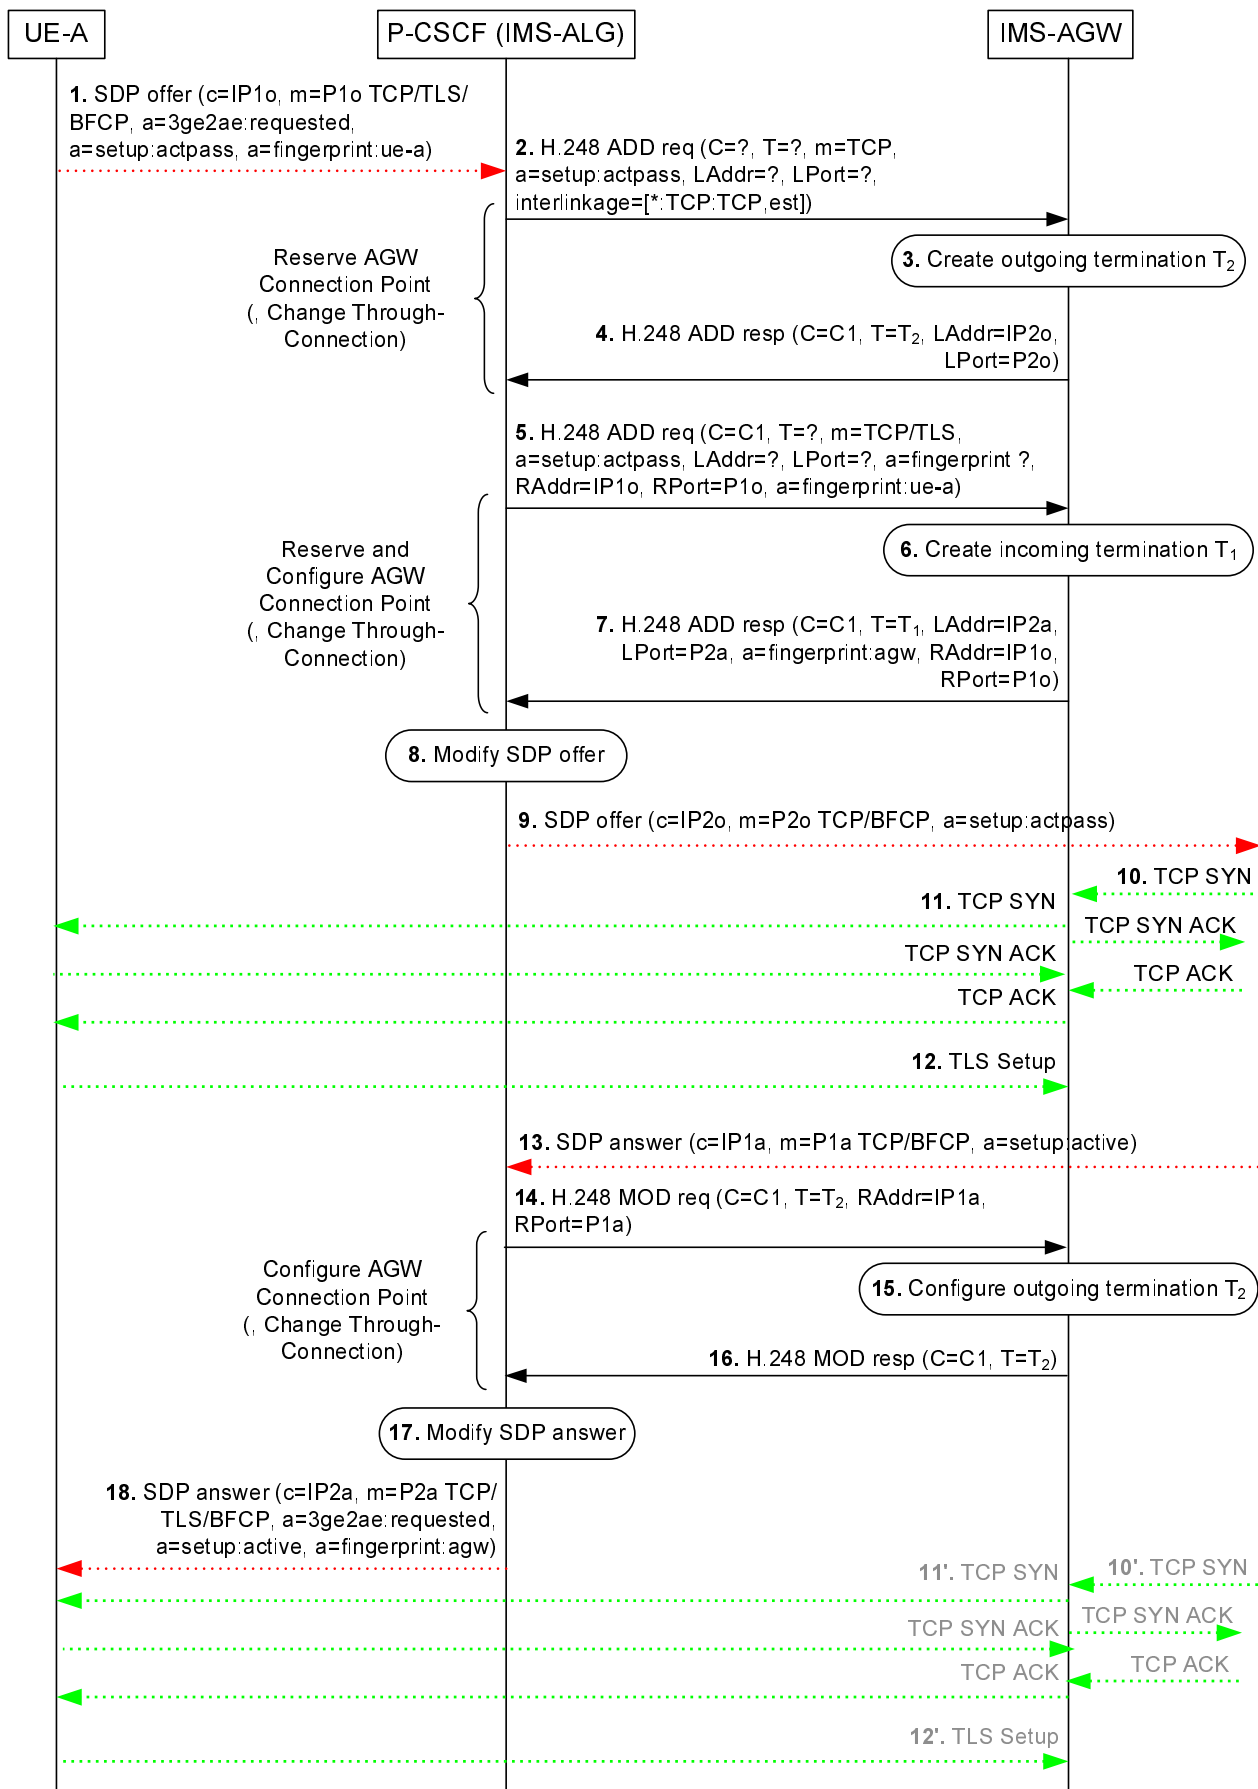 UE-A
P-CSCF (IMS-ALG)
IMS-AGW
1. SDP offer (c=IP1o, m=P1o TCP/TLS/
BFCP, a=3ge2ae:requested,
a=setup:actpass, a=fingerprint:ue-a)
2. H.248 ADD req (C=?, T=?, m=TCP,
a=setup:actpass, LAddr=?, LPort=?,
interlinkage=[*:TCP:TCP,est])
Reserve AGW
Connection Point
(, Change Through-
Connection)
3. Create outgoing termination T2
4. H.248 ADD resp (C=C1, T=T2, LAddr=IP2o,
LPort=P2o)
5. H.248 ADD req (C=C1, T=?, m=TCP/TLS,
a=setup:actpass, LAddr=?, LPort=?, a=fingerprint ?,
RAddr=IP1o, RPort=P1o, a=fingerprint:ue-a)
Reserve and
Configure AGW
Connection Point
(, Change Through-
Connection)
6. Create incoming termination T1
7. H.248 ADD resp (C=C1, T=T1, LAddr=IP2a,
LPort=P2a, a=fingerprint:agw, RAddr=IP1o,
RPort=P1o)
8. Modify SDP offer
9. SDP offer (c=IP2o, m=P2o TCP/BFCP, a=setup:actpass)
10. TCP SYN
11. TCP SYN
TCP SYN ACK
TCP SYN ACK
TCP ACK
TCP ACK
12. TLS Setup
13. SDP answer (c=IP1a, m=P1a TCP/BFCP, a=setup:active)
14. H.248 MOD req (C=C1, T=T2, RAddr=IP1a,
RPort=P1a)
Configure AGW
Connection Point
(, Change Through-
Connection)
15. Configure outgoing termination T2
16. H.248 MOD resp (C=C1, T=T2)
17. Modify SDP answer
18. SDP answer (c=IP2a, m=P2a TCP/
TLS/BFCP, a=3ge2ae:requested,
a=setup:active, a=fingerprint:agw)
10'. TCP SYN
11'. TCP SYN
TCP SYN ACK
TCP SYN ACK
TCP ACK
TCP ACK
12'. TLS Setup